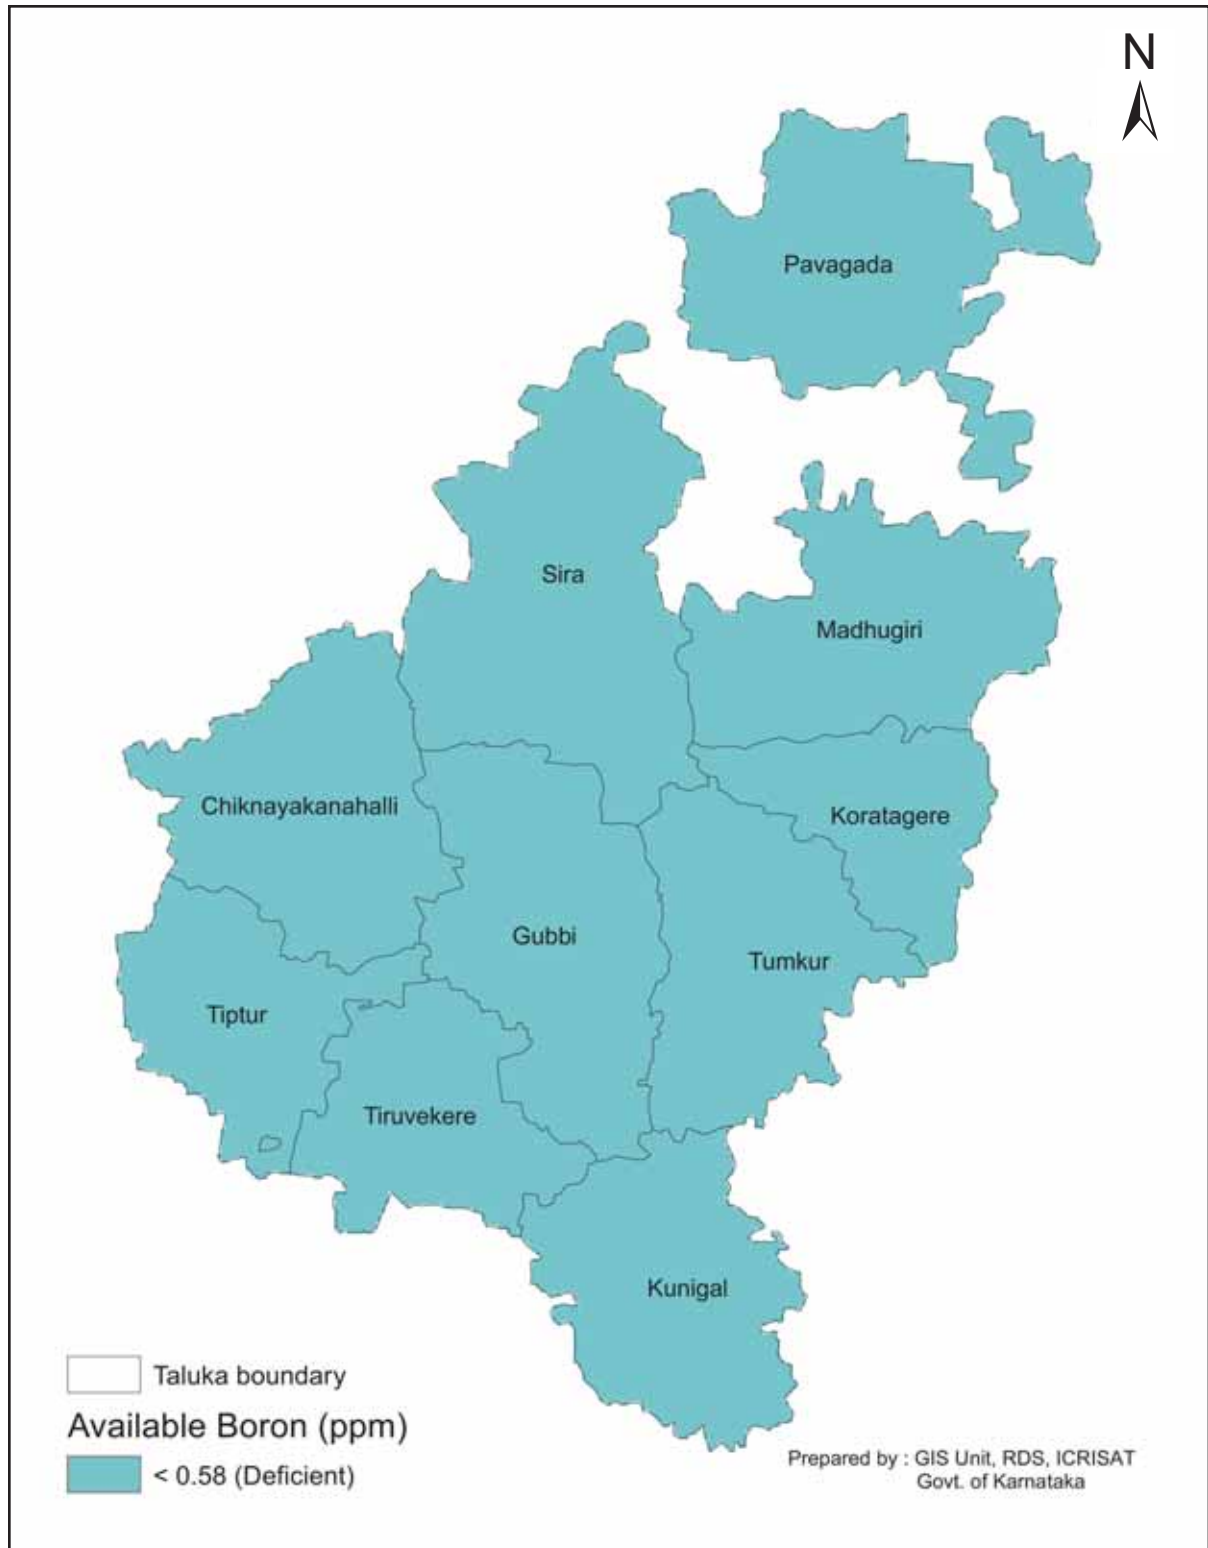 N
Pavagada
Sira
Madhugiri
Chiknayakanahalli
Koratagere
Gubbi
Tumkur
Tiptur
Tiruvekere
Kunigal
Taluka boundary
Available Boron (ppm)
< 0.58 (Deficient)
Prepared by : GIS Unit, RDS, ICRISAT
Govt. of Karnataka